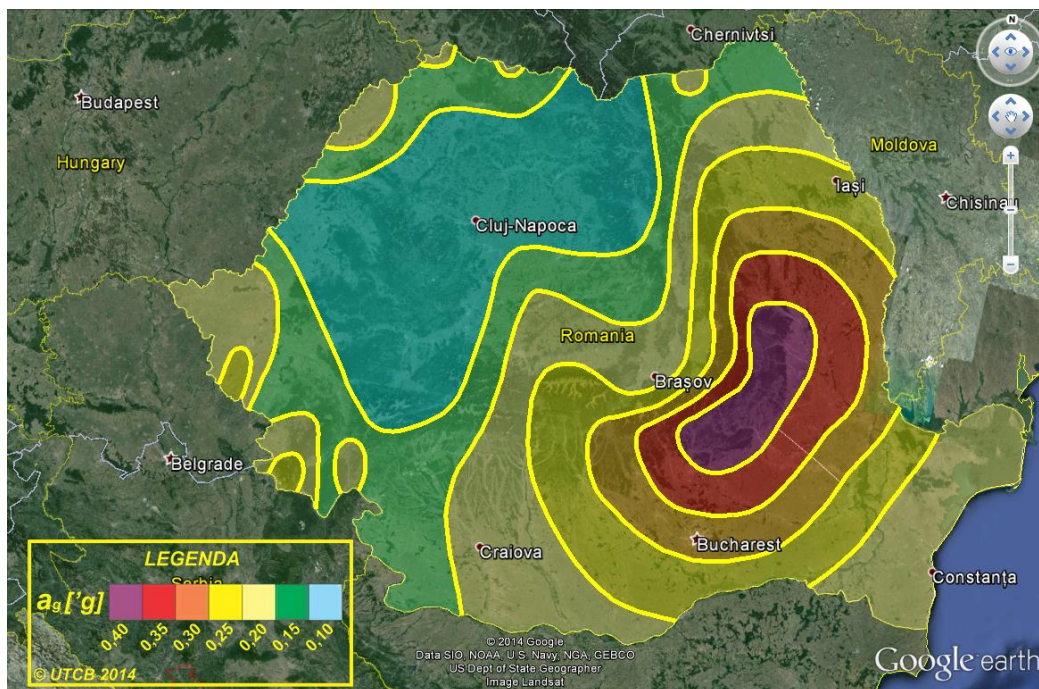 Chernivtsi
Budapest
Hungary
Moldova
Iași
Chisinau
Cluj-Napoca
Romania
Brașov
Belgrade
Craiova
Bucharest
Constanța
N
LEGENDA
Serbia
ag ['g]
0,40 0,35 0,30 0,25 0,20 0,15 0,10
© UTCB 2014
© 2014 Google
Data SIO, NOAA, U.S. Navy, NGA, GEBCO
US Dept of State Geographer
Image Landsat
Google earth